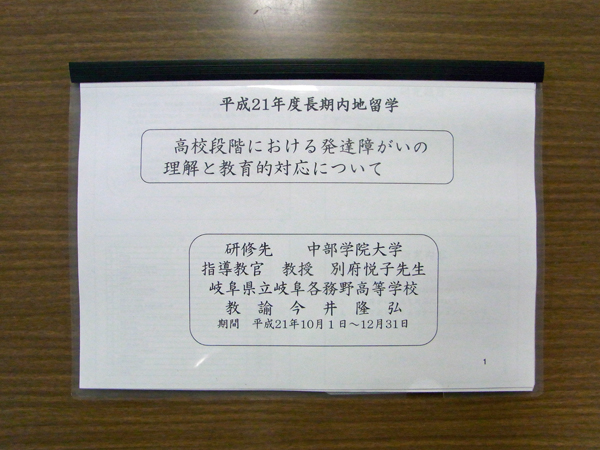 平成21年度長期内地留学
高校段階における発達障がいの
理解と教育的対応について
研修先　　中部学院大学
指導教官　教授　別府悦子先生
岐阜県立岐阜各務野高等学校
教　諭　今　井　隆　弘
期間　平成21年10月１日～12月31日
1